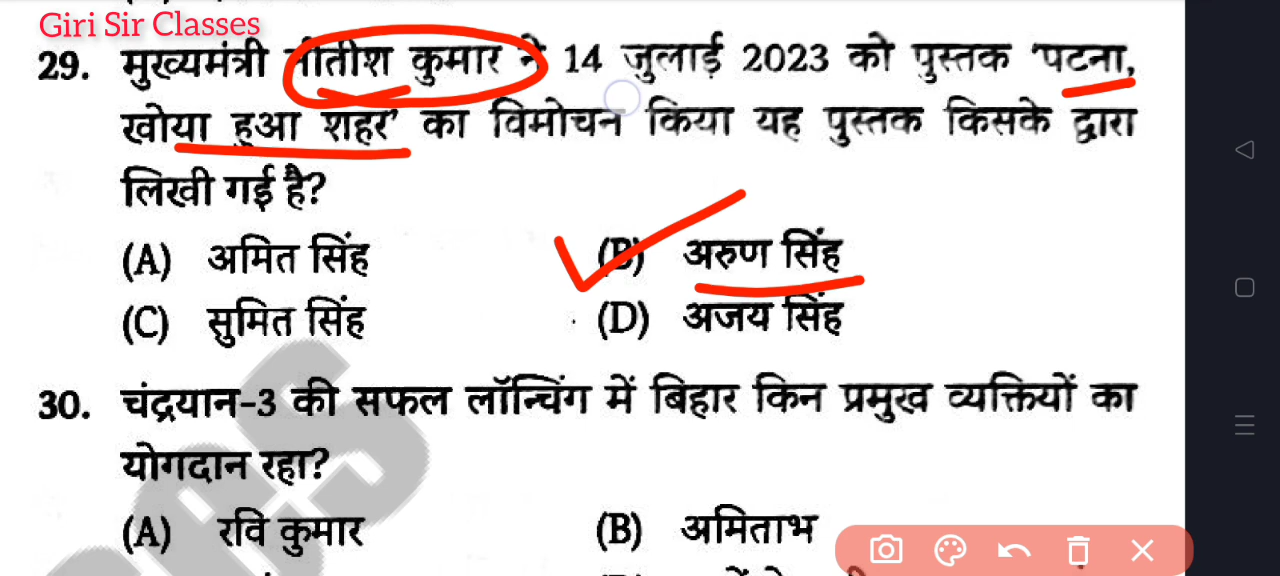 Giri Sir Classes
29. मुख्यमंत्री नीतीश कुमार ने 14 जुलाई 2023 को पुस्तक 'पटना,
खोया हुआ शहर' का विमोचन किया यह पुस्तक किसके द्वारा
लिखी गई है?
(A) अमित सिंह (B) अरुण सिंह
(C) सुमित सिंह (D) अजय सिंह
30. चंद्रयान-3 की सफल लॉन्चिंग में बिहार किन प्रमुख व्यक्तियों का
योगदान रहा?
(A) रवि कुमार (B) अमिताभ